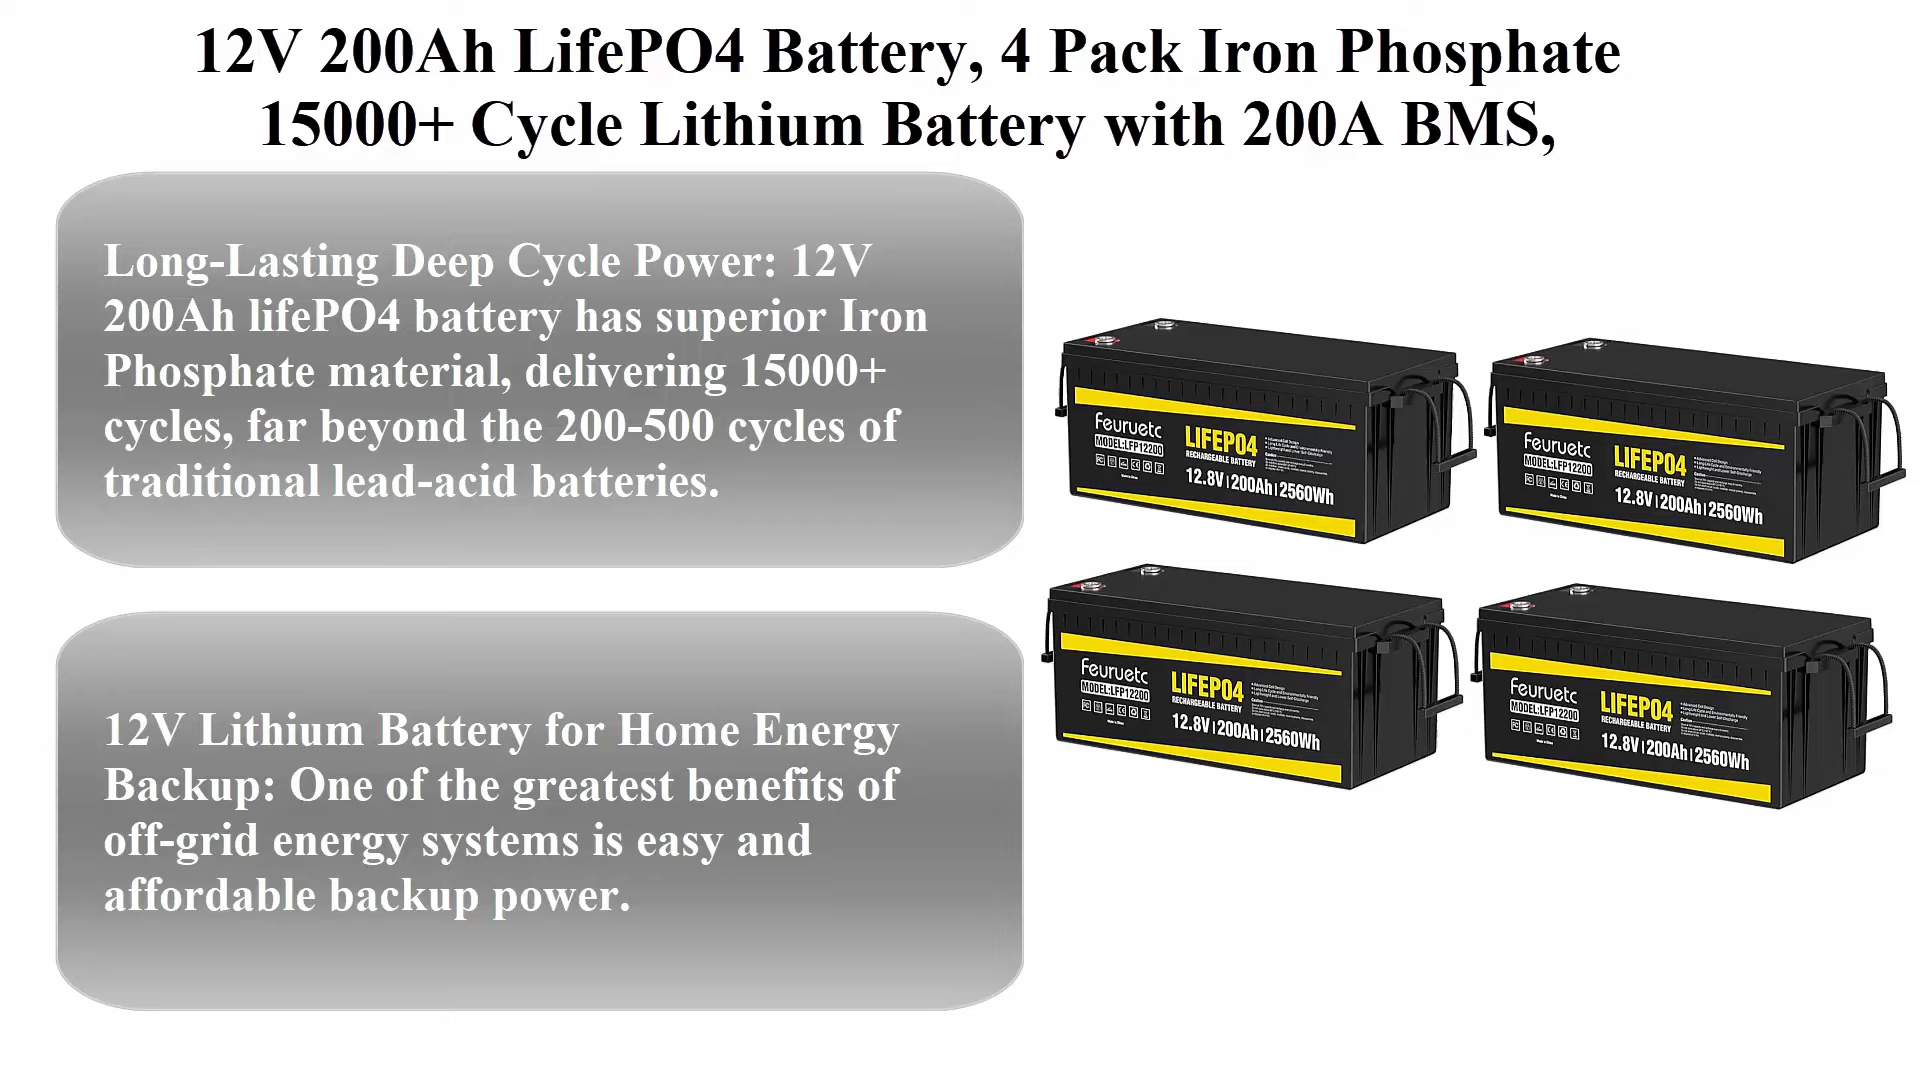 12V 200Ah LifePO4 Battery, 4 Pack Iron Phosphate
15000+ Cycle Lithium Battery with 200A BMS,
Long-Lasting Deep Cycle Power: 12V
200Ah lifePO4 battery has superior Iron
Phosphate material, delivering 15000+
cycles, far beyond the 200-500 cycles of
traditional lead-acid batteries.
12V Lithium Battery for Home Energy
Backup: One of the greatest benefits of
off-grid energy systems is easy and
affordable backup power.
Feuruetc
MODEL:LFP12200
LIFEPO4
RECHARGEABLE BATTERY
12.8V | 200Ah | 2560Wh
Feuruetc
MODEL:LFP12200
LIFEPO4
RECHARGEABLE BATTERY
12.8V | 200Ah | 2560Wh
Feuruetc
MODEL:LFP12200
LIFEPO4
RECHARGEABLE BATTERY
12.8V | 200Ah | 2560Wh
Feuruetc
MODEL:LFP12200
LIFEPO4
RECHARGEABLE BATTERY
12.8V | 200Ah | 2560Wh